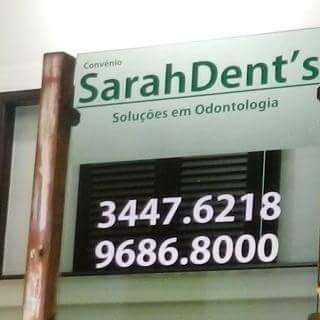 Convênio
SarahDent's
Soluções em Odontologia
3447.6218
9686.8000